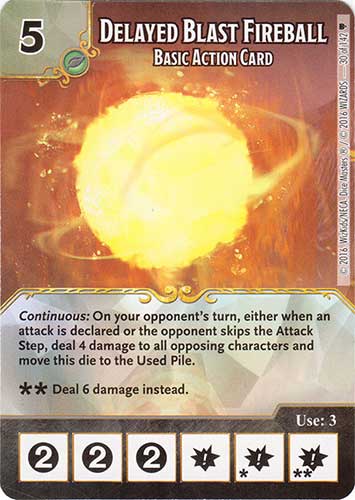 5
DELAYED BLAST FIREBALL
BASIC ACTION CARD
© 2016 WizKids/NECA. Dice Masters ® / © 2016 WIZARDS 30 of 142
Continuous: On your opponent's turn, either when an
attack is declared or the opponent skips the Attack
Step, deal 4 damage to all opposing characters and
move this die to the Used Pile.
** Deal 6 damage instead.
Use: 3
2 2 2 ! !* !**